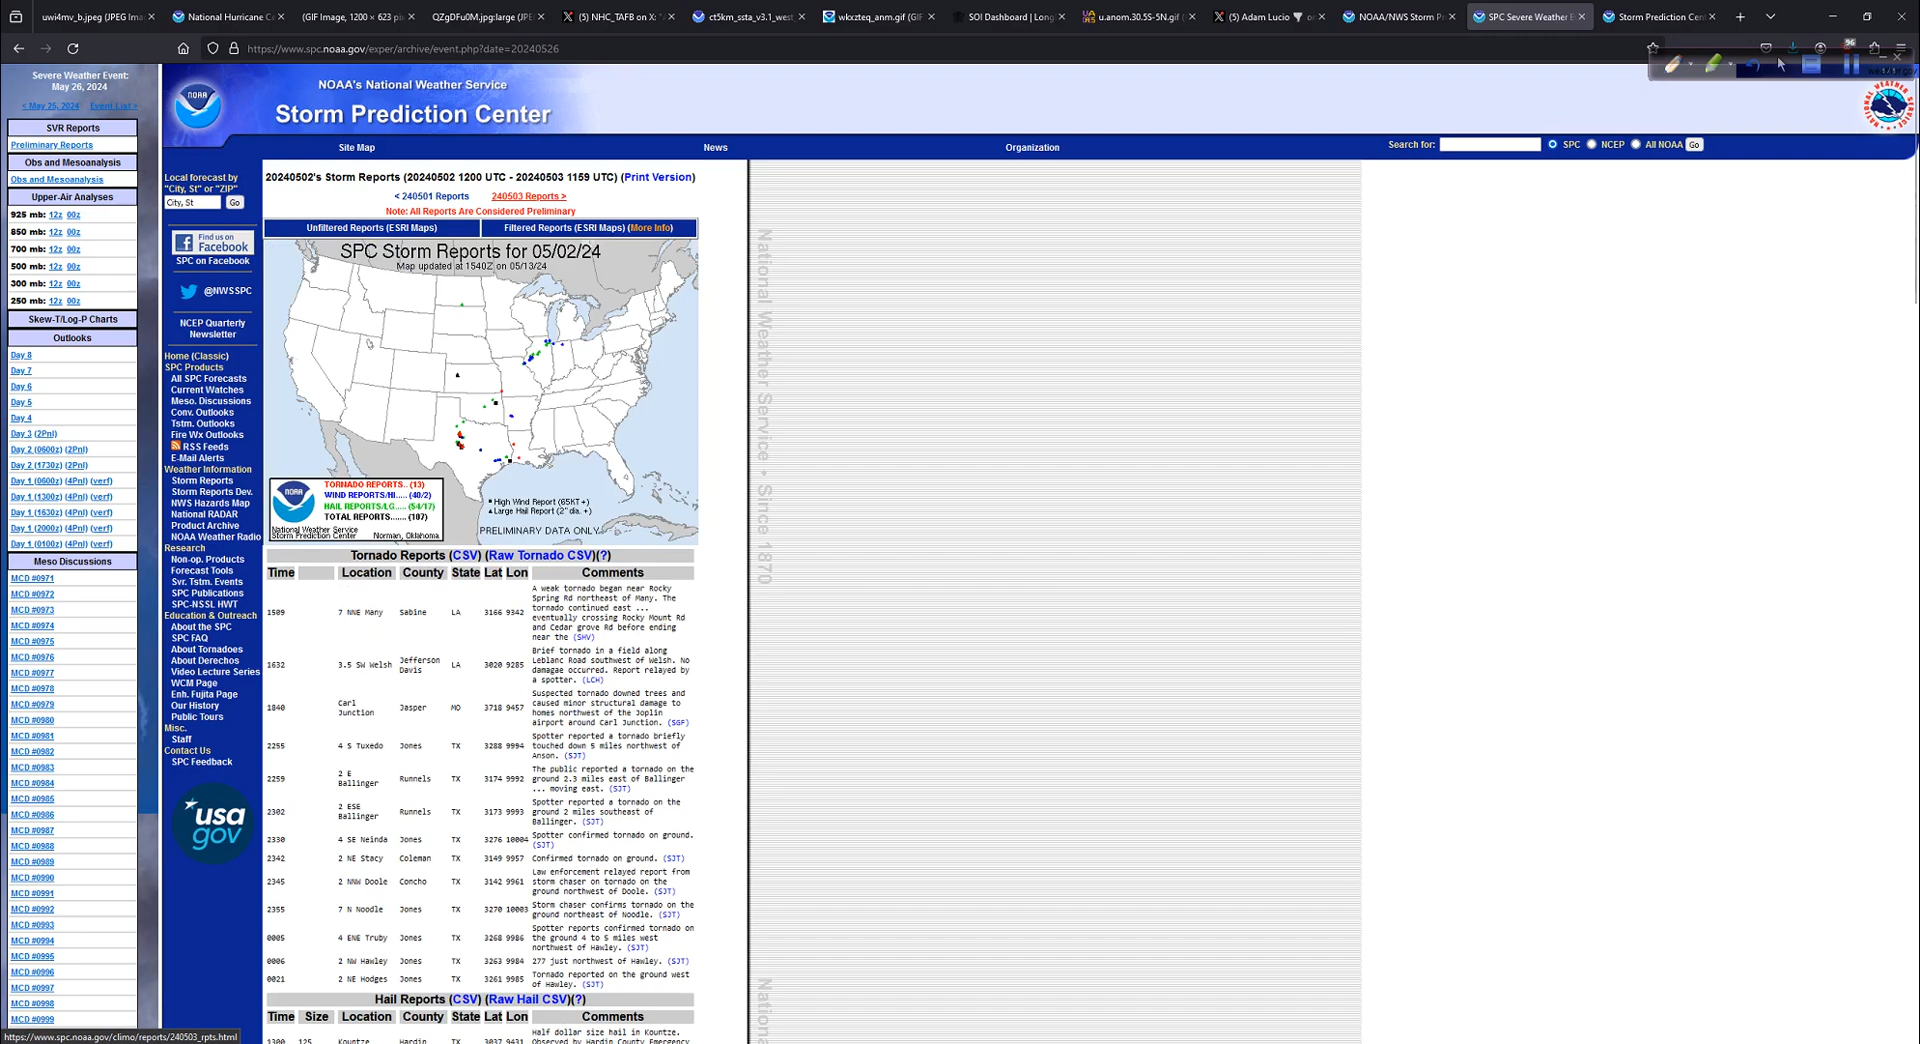 uwi4mv_b.jpeg (JPEG Ima
National Hurricane C
(GIF Image, 1200 × 623 pi
QZgDFu0M.jpg:large (JPE
(5) NHC_TAFB on X:
ct5km_ssta_v3.1_west
wkxzteq_anm.gif (GIF
SOI Dashboard | Long
u.anom.30.5S-5N.gif (
(5) Adam Lucio
NOAA/NWS Storm P
SPC Severe Weather E
Storm Prediction Cen
https://www.spc.noaa.gov/exper/archive/event.php?date=20240526
96
Severe Weather Event:
May 26, 2024
< May 25, 2024 Event List >
SVR Reports
Preliminary Reports
Obs and Mesoanalysis
Obs and Mesoanalysis
Upper-Air Analyses
925 mb: 12z 00z
850 mb: 12z 00z
700 mb: 12z 00z
500 mb: 12z 00z
300 mb: 12z 00z
250 mb: 12z 00z
Skew-T/Log-P Charts
Outlooks
Day 8
Day 7
Day 6
Day 5
Day 4
Day 3 (2Pnl)
Day 2 (0600z) (2Pnl)
Day 2 (1730z) (2Pnl)
Day 1 (0600z) (4Pnl) (verf)
Day 1 (1300z) (4Pnl) (verf)
Day 1 (1630z) (4Pnl) (verf)
Day 1 (2000z) (4Pnl) (verf)
Day 1 (0100z) (4Pnl) (verf)
Meso Discussions
MCD #0971
MCD #0972
MCD #0973
MCD #0974
MCD #0975
MCD #0976
MCD #0977
MCD #0978
MCD #0979
MCD #0980
MCD #0981
MCD #0982
MCD #0983
MCD #0984
MCD #0985
MCD #0986
MCD #0987
MCD #0988
MCD #0989
MCD #0990
MCD #0991
MCD #0992
MCD #0993
MCD #0994
MCD #0995
MCD #0996
MCD #0997
MCD #0998
MCD #0999
https://www.spc.noaa.gov/climo/reports/240503_rpts.html
NOAA
NOAA's National Weather Service
Storm Prediction Center
Site Map
News
Organization
Search for: SPC NCEP All NOAA Go
Local forecast by
"City, St" or "ZIP"
City, St Go
Find us on
Facebook
SPC on Facebook
@NWSSPC
NCEP Quarterly
Newsletter
Home (Classic)
SPC Products
All SPC Forecasts
Current Watches
Meso. Discussions
Conv. Outlooks
Tstm. Outlooks
Fire Wx Outlooks
RSS Feeds
E-Mail Alerts
Weather Information
Storm Reports
Storm Reports Dev.
NWS Hazards Map
National RADAR
Product Archive
NOAA Weather Radio
Research
Non-op. Products
Forecast Tools
Svr. Tstm. Events
SPC Publications
SPC-NSSL HWT
Education & Outreach
About the SPC
SPC FAQ
About Tornadoes
About Derechos
Video Lecture Series
WCM Page
Enh. Fujita Page
Our History
Public Tours
Misc.
Staff
Contact Us
SPC Feedback
usa
gov
20240502's Storm Reports (20240502 1200 UTC - 20240503 1159 UTC) (Print Version)
< 240501 Reports 240503 Reports >
Note: All Reports Are Considered Preliminary
Unfiltered Reports (ESRI Maps) Filtered Reports (ESRI Maps) (More Info)
SPC Storm Reports for 05/02/24
Map updated at 1540Z on 05/13/24
NOAA
TORNADO REPORTS.. (13)
WIND REPORTS/HI..... (40/2)
HAIL REPORTS/LG..... (54/17)
TOTAL REPORTS....... (107)
National Weather Service
Storm Prediction Center Norman, Oklahoma
High Wind Report (65KT +)
Large Hail Report (2" dia. +)
PRELIMINARY DATA ONLY
Tornado Reports (CSV) (Raw Tornado CSV)(?)
Time Location County State Lat Lon Comments
1509 7 NNE Many Sabine LA 3166 9342 A weak tornado began near Rocky
Spring Rd northeast of Many. The
tornado continued east ...
eventually crossing Rocky Mount Rd
and Cedar grove Rd before ending
near the (SHV)
1632 3.5 SW Welsh Jefferson Davis LA 3020 9285 Brief tornado in a field along
Leblanc Road southwest of Welsh. No
damagae occurred. Report relayed by
a spotter. (LCH)
1840 Carl Junction Jasper MO 3718 9457 Suspected tornado downed trees and
caused minor structural damage to
homes northwest of the Joplin
airport around Carl Junction. (SGF)
2255 4 S Tuxedo Jones TX 3288 9994 Spotter reported a tornado briefly
touched down 5 miles northwest of
Anson. (SJT)
2259 2 E Ballinger Runnels TX 3174 9992 The public reported a tornado on the
ground 2.3 miles east of Ballinger
... moving east. (SJT)
2302 2 ESE Ballinger Runnels TX 3173 9993 Spotter reported a tornado on the
ground 2 miles southeast of
Ballinger. (SJT)
2330 4 SE Neinda Jones TX 3276 10004 Spotter confirmed tornado on ground.
(SJT)
2342 2 NE Stacy Coleman TX 3149 9957 Confirmed tornado on ground. (SJT)
2345 2 NNW Doole Concho TX 3142 9961 Law enforcement relayed report from
storm chaser on tornado on the
ground northwest of Doole. (SJT)
2355 7 N Noodle Jones TX 3270 10003 Storm chaser confirms tornado on the
ground northeast of Noodle. (SJT)
0005 4 ENE Truby Jones TX 3268 9986 Spotter reports confirmed tornado on
the ground 4 to 5 miles west
northwest of Hawley. (SJT)
0006 2 NW Hawley Jones TX 3263 9984 277 just northwest of Hawley. (SJT)
0021 2 NE Hodges Jones TX 3261 9985 Tornado reported on the ground west
of Hawley. (SJT)
Hail Reports (CSV) (Raw Hail CSV)(?)
Time Size Location County State Lat Lon Comments
1300 125 Kountze Hardin TX 3037 9431 Half dollar size hail in Kountze.
Observed by Hardin County Emergency
National Weather Service • Since 1870
Nationa